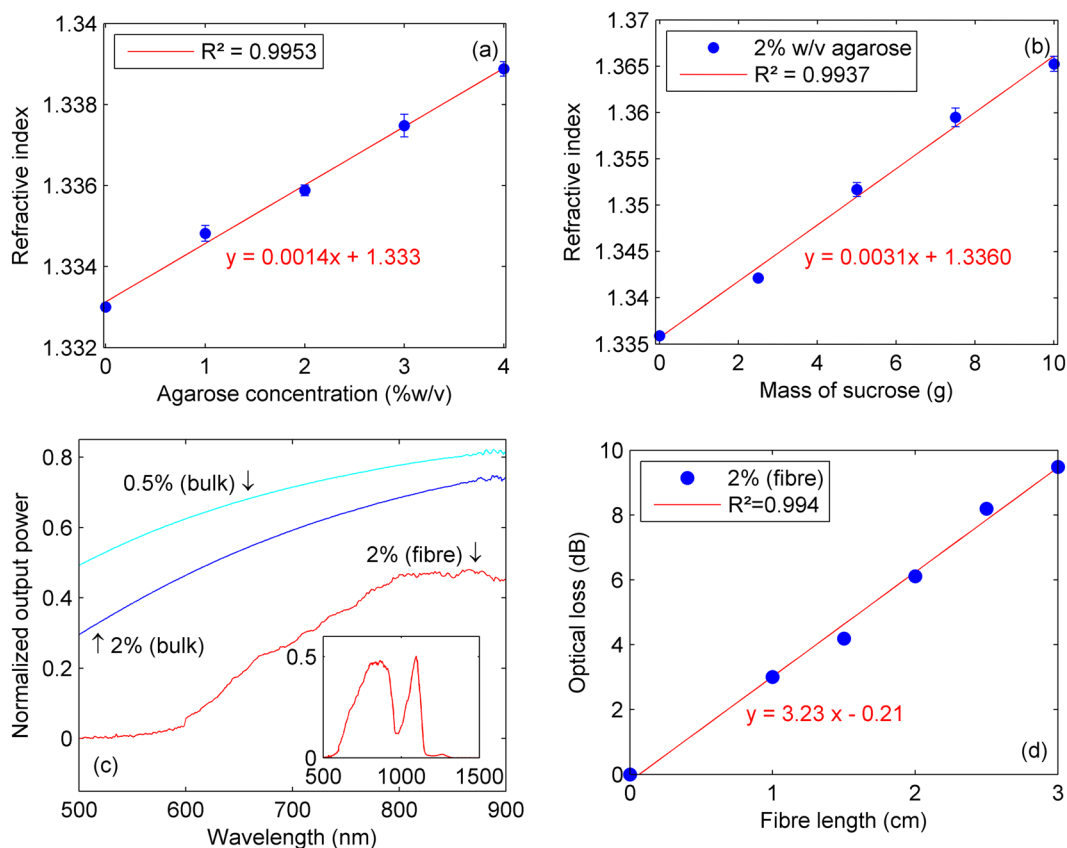 1.34
1.338
1.336
1.334
1.332
0
1
2
3
4
Refractive index
Agarose concentration (%w/v)
R² = 0.9953
(a)
y = 0.0014x + 1.333
1.37
1.365
1.36
1.355
1.35
1.345
1.34
1.335
0
2
4
6
8
10
Refractive index
Mass of sucrose (g)
2% w/v agarose
R² = 0.9937
(b)
y = 0.0031x + 1.3360
0.8
0.6
0.4
0.2
0
500
600
700
800
900
Normalized output power
Wavelength (nm)
0.5% (bulk) ↓
2% (fibre) ↓
↑ 2% (bulk)
(c)
0.5
0
500
1000
1500
10
8
6
4
2
0
0
1
2
3
Optical loss (dB)
Fibre length (cm)
2% (fibre)
R²=0.994
y = 3.23 x - 0.21
(d)